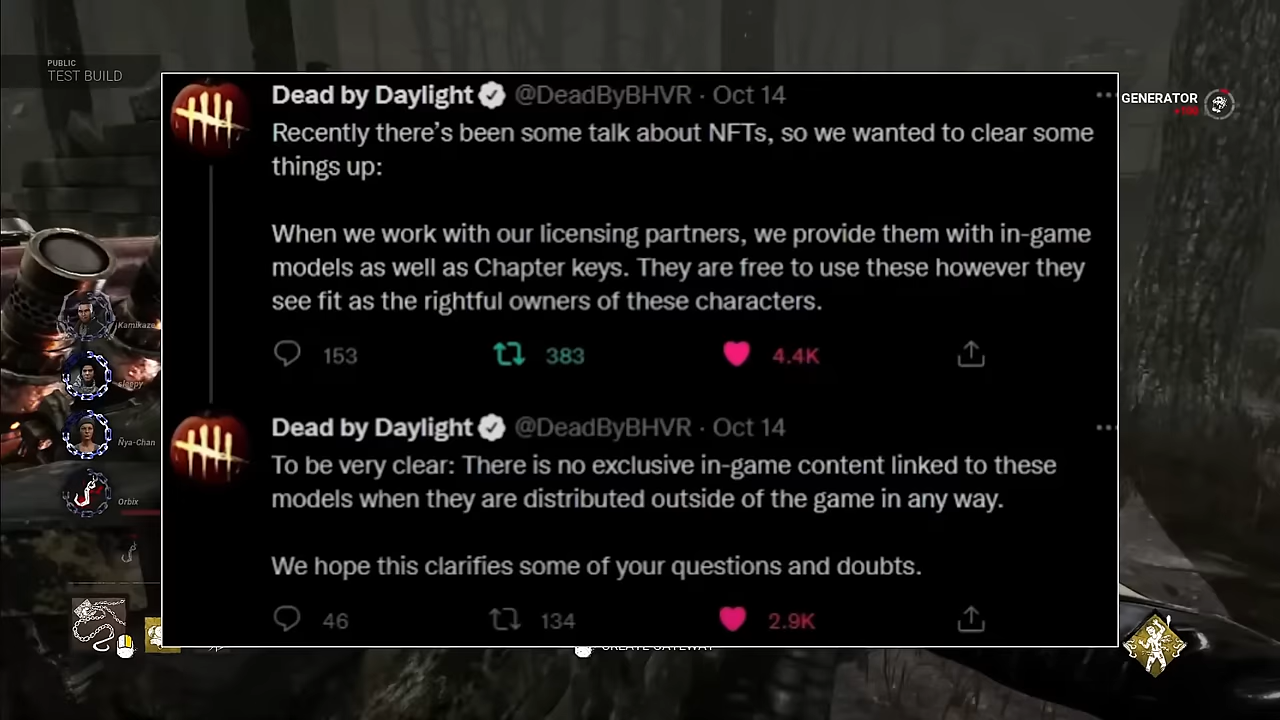 PUBLIC
TEST BUILD
Dead by Daylight @DeadByBHVR · Oct 14
Recently there's been some talk about NFTs, so we wanted to clear some
things up:
When we work with our licensing partners, we provide them with in-game
models as well as Chapter keys. They are free to use these however they
see fit as the rightful owners of these characters.
153 383 4.4K
Dead by Daylight @DeadByBHVR · Oct 14
To be very clear: There is no exclusive in-game content linked to these
models when they are distributed outside of the game in any way.
We hope this clarifies some of your questions and doubts.
46 134 2.9K
GENERATOR
Kamikaze
sleepy
Nya-Chan
Orbix